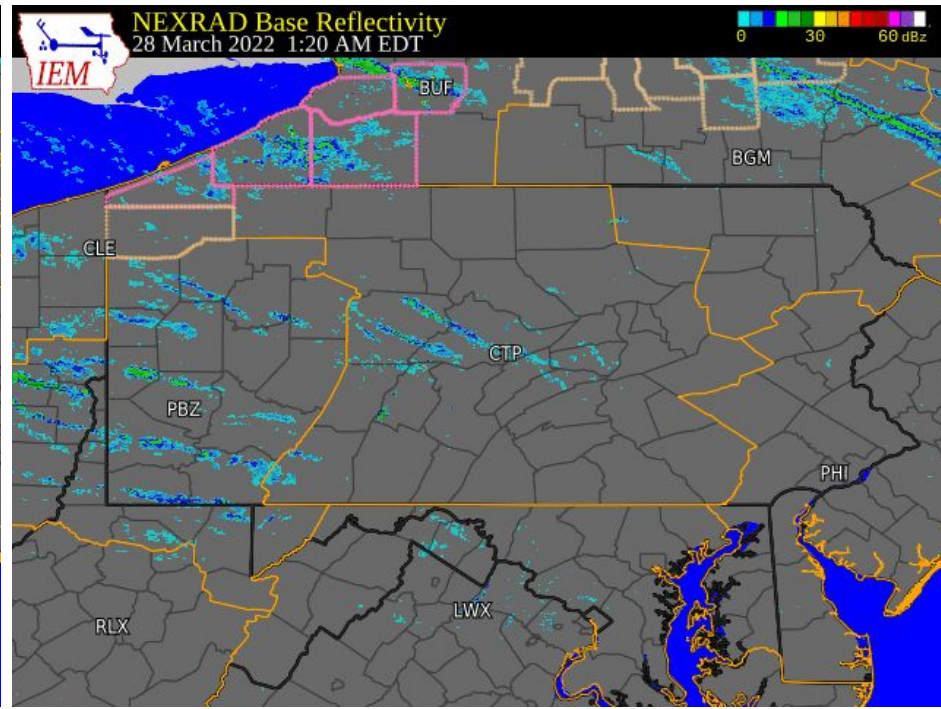 NEXRAD Base Reflectivity
28 March 2022 1:20 AM EDT
IEM
0 30 60 dBz
BUF
BGM
CLE
CTP
PBZ
PHI
LWX
RLX